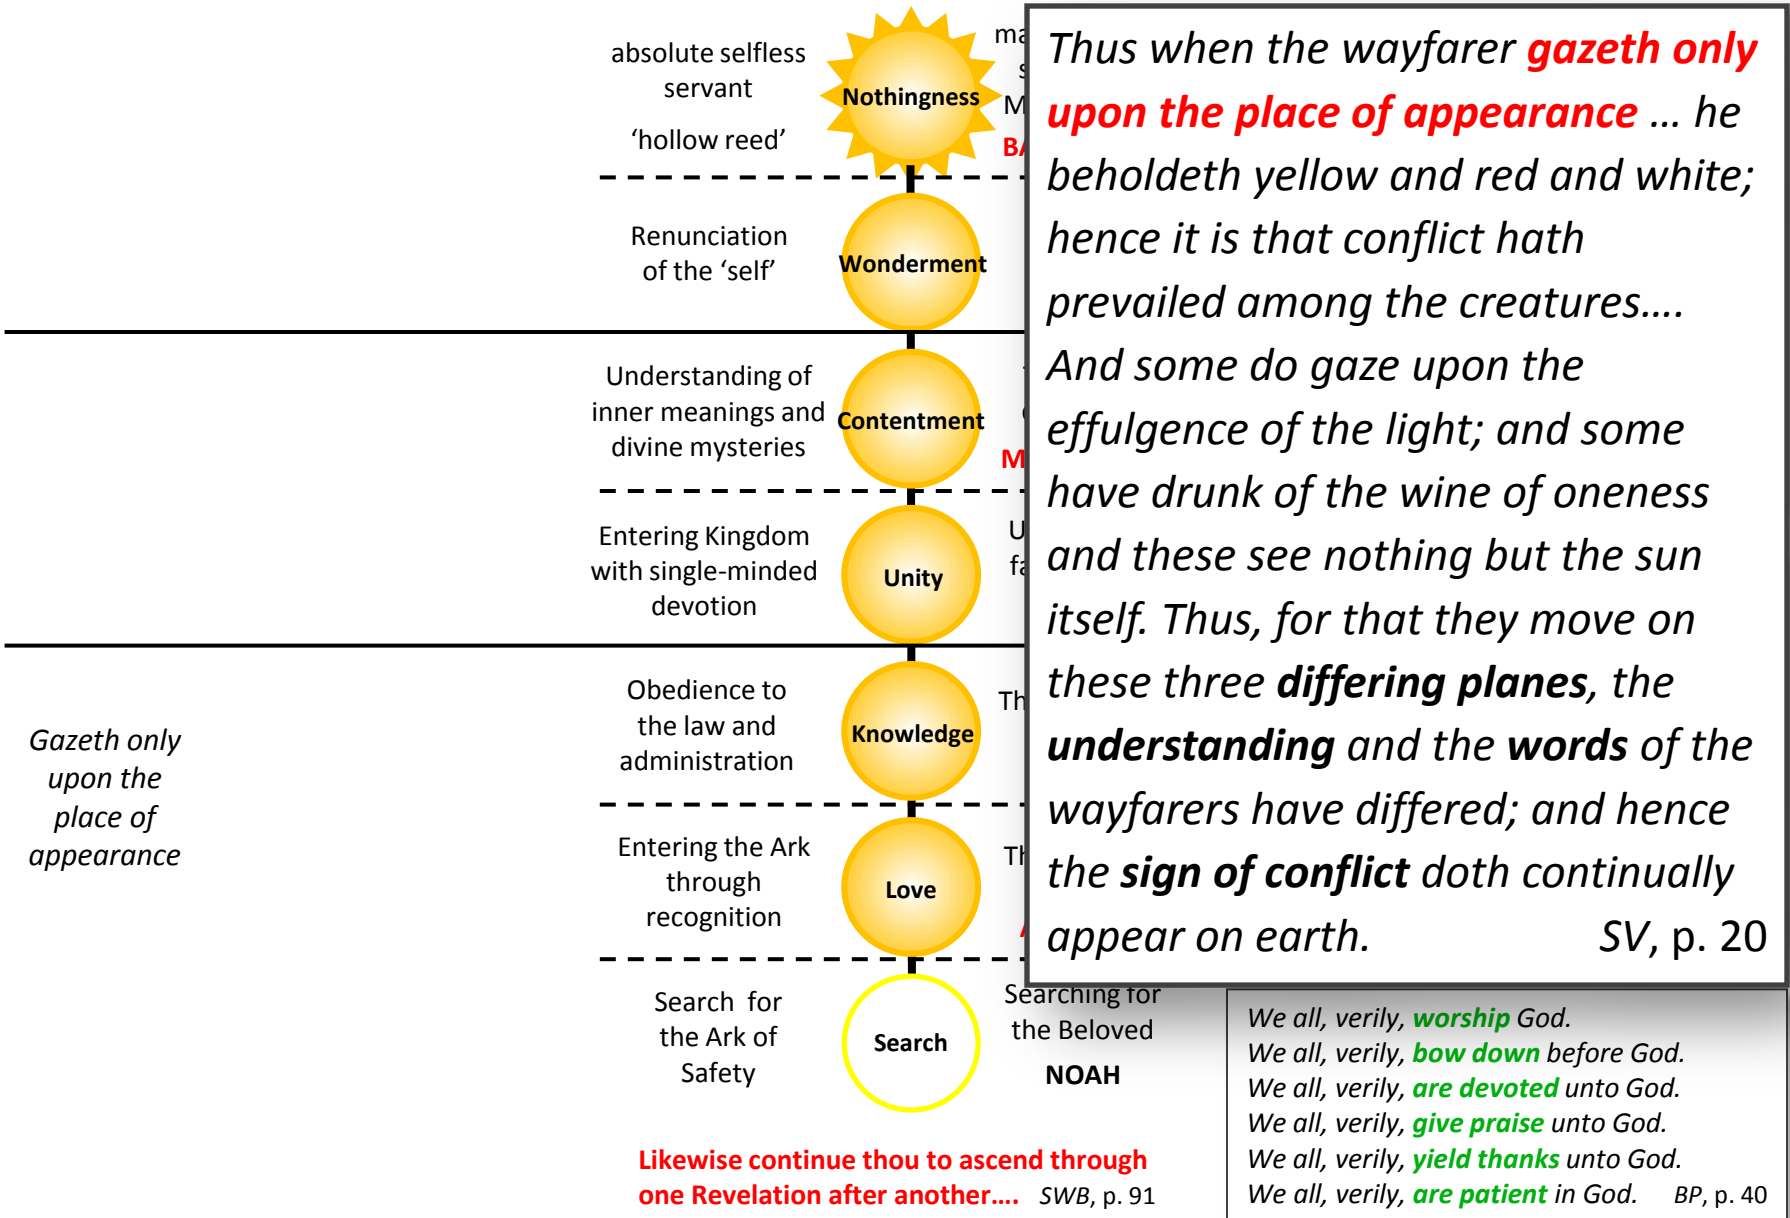 absolute selfless
servant
‘hollow reed’
Nothingness
Renunciation
of the ‘self’
Wonderment
Understanding of
inner meanings and
divine mysteries
Contentment
Entering Kingdom
with single-minded
devotion
Unity
Gazeth only
upon the
place of
appearance
Obedience to
the law and
administration
Knowledge
Entering the Ark
through
recognition
Love
Search for
the Ark of
Safety
Search
Searching for
the Beloved
NOAH
Likewise continue thou to ascend through
one Revelation after another.... SWB, p. 91
Thus when the wayfarer gazeth only
upon the place of appearance ... he
beholdeth yellow and red and white;
hence it is that conflict hath
prevailed among the creatures....
And some do gaze upon the
effulgence of the light; and some
have drunk of the wine of oneness
and these see nothing but the sun
itself. Thus, for that they move on
these three differing planes, the
understanding and the words of the
wayfarers have differed; and hence
the sign of conflict doth continually
appear on earth. SV, p. 20
We all, verily, worship God.
We all, verily, bow down before God.
We all, verily, are devoted unto God.
We all, verily, give praise unto God.
We all, verily, yield thanks unto God.
We all, verily, are patient in God. BP, p. 40